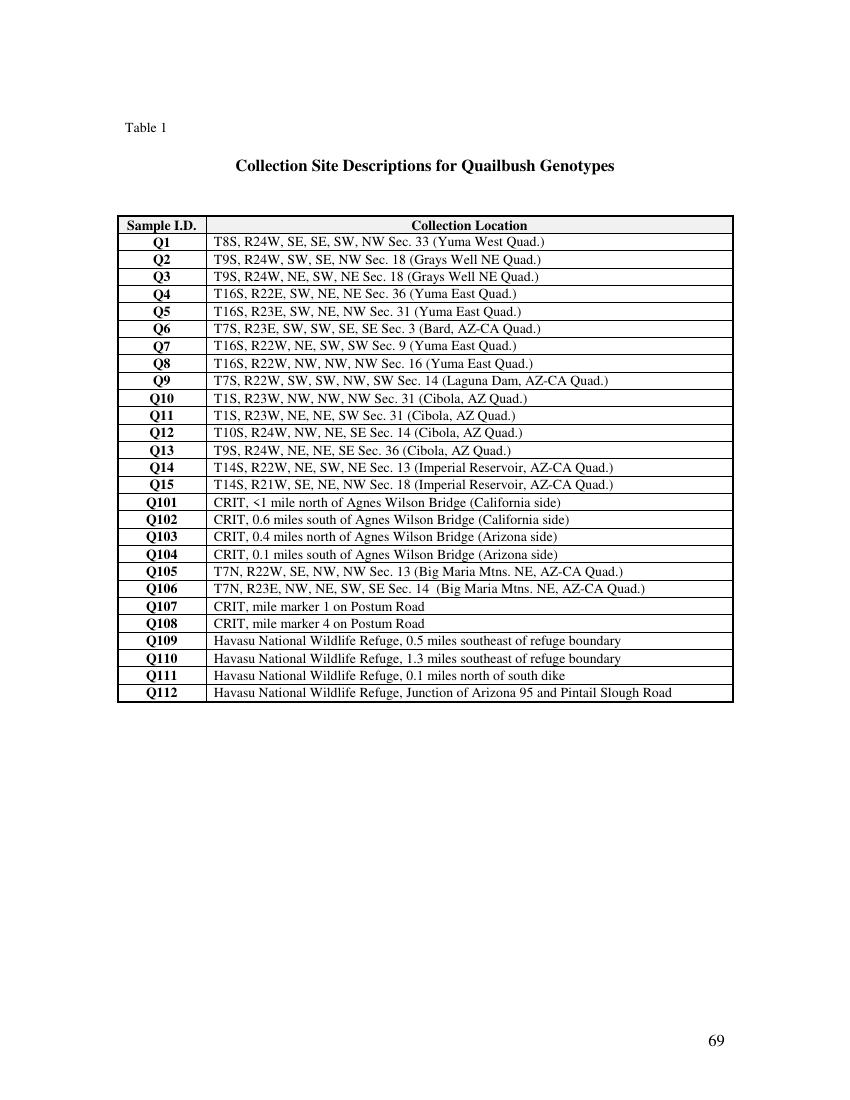 Table 1
Collection Site Descriptions for Quailbush Genotypes
Sample I.D. Collection Location
Q1 T8S, R24W, SE, SE, SW, NW Sec. 33 (Yuma West Quad.)
Q2 T9S, R24W, SW, SE, NW Sec. 18 (Grays Well NE Quad.)
Q3 T9S, R24W, NE, SW, NE Sec. 18 (Grays Well NE Quad.)
Q4 T16S, R22E, SW, NE, NE Sec. 36 (Yuma East Quad.)
Q5 T16S, R23E, SW, NE, NW Sec. 31 (Yuma East Quad.)
Q6 T7S, R23E, SW, SW, SE, SE Sec. 3 (Bard, AZ-CA Quad.)
Q7 T16S, R22W, NE, SW, SW Sec. 9 (Yuma East Quad.)
Q8 T16S, R22W, NW, NW, NW Sec. 16 (Yuma East Quad.)
Q9 T7S, R22W, SW, SW, NW, SW Sec. 14 (Laguna Dam, AZ-CA Quad.)
Q10 T1S, R23W, NW, NW, NW Sec. 31 (Cibola, AZ Quad.)
Q11 T1S, R23W, NE, NE, SW Sec. 31 (Cibola, AZ Quad.)
Q12 T10S, R24W, NW, NE, SE Sec. 14 (Cibola, AZ Quad.)
Q13 T9S, R24W, NE, NE, SE Sec. 36 (Cibola, AZ Quad.)
Q14 T14S, R22W, NE, SW, NE Sec. 13 (Imperial Reservoir, AZ-CA Quad.)
Q15 T14S, R21W, SE, NE, NW Sec. 18 (Imperial Reservoir, AZ-CA Quad.)
Q101 CRIT, <1 mile north of Agnes Wilson Bridge (California side)
Q102 CRIT, 0.6 miles south of Agnes Wilson Bridge (California side)
Q103 CRIT, 0.4 miles north of Agnes Wilson Bridge (Arizona side)
Q104 CRIT, 0.1 miles south of Agnes Wilson Bridge (Arizona side)
Q105 T7N, R22W, SE, NW, NW Sec. 13 (Big Maria Mtns. NE, AZ-CA Quad.)
Q106 T7N, R23E, NW, NE, SW, SE Sec. 14 (Big Maria Mtns. NE, AZ-CA Quad.)
Q107 CRIT, mile marker 1 on Postum Road
Q108 CRIT, mile marker 4 on Postum Road
Q109 Havasu National Wildlife Refuge, 0.5 miles southeast of refuge boundary
Q110 Havasu National Wildlife Refuge, 1.3 miles southeast of refuge boundary
Q111 Havasu National Wildlife Refuge, 0.1 miles north of south dike
Q112 Havasu National Wildlife Refuge, Junction of Arizona 95 and Pintail Slough Road
69